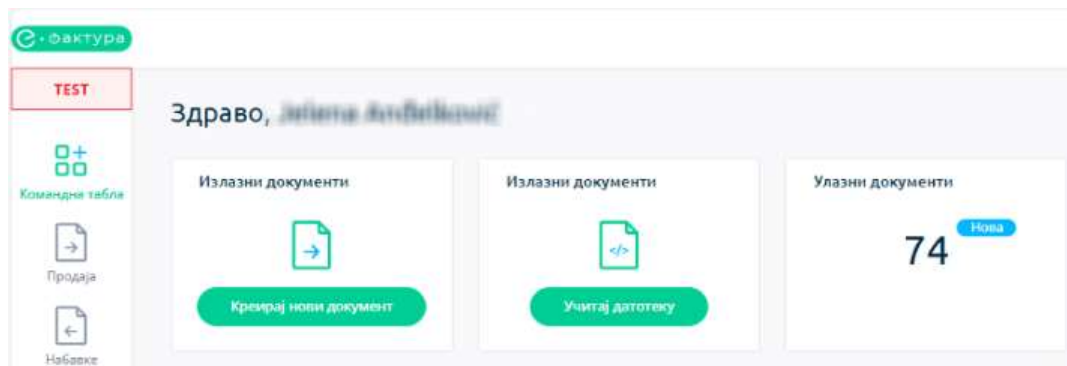 е·фактура
TEST
Здраво,
Командна табла
Продаја
Набавке
Излазни документи
Креирај нови документ
Излазни документи
Учитај датотеку
Улазни документи
74 Нова